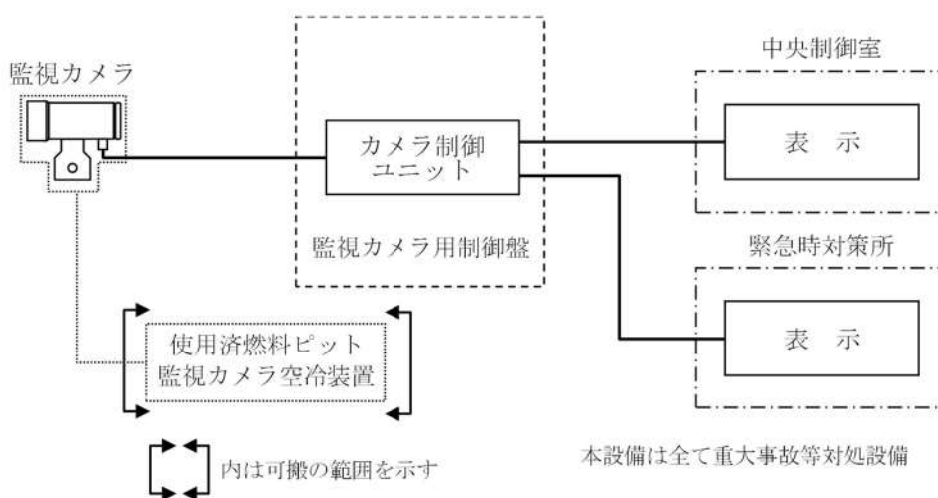 監視カメラ
カメラ制御
ユニット
監視カメラ用制御盤
中央制御室
表 示
緊急時対策所
表 示
使用済燃料ピット
監視カメラ空冷装置
内は可搬の範囲を示す
本設備は全て重大事故等対処設備